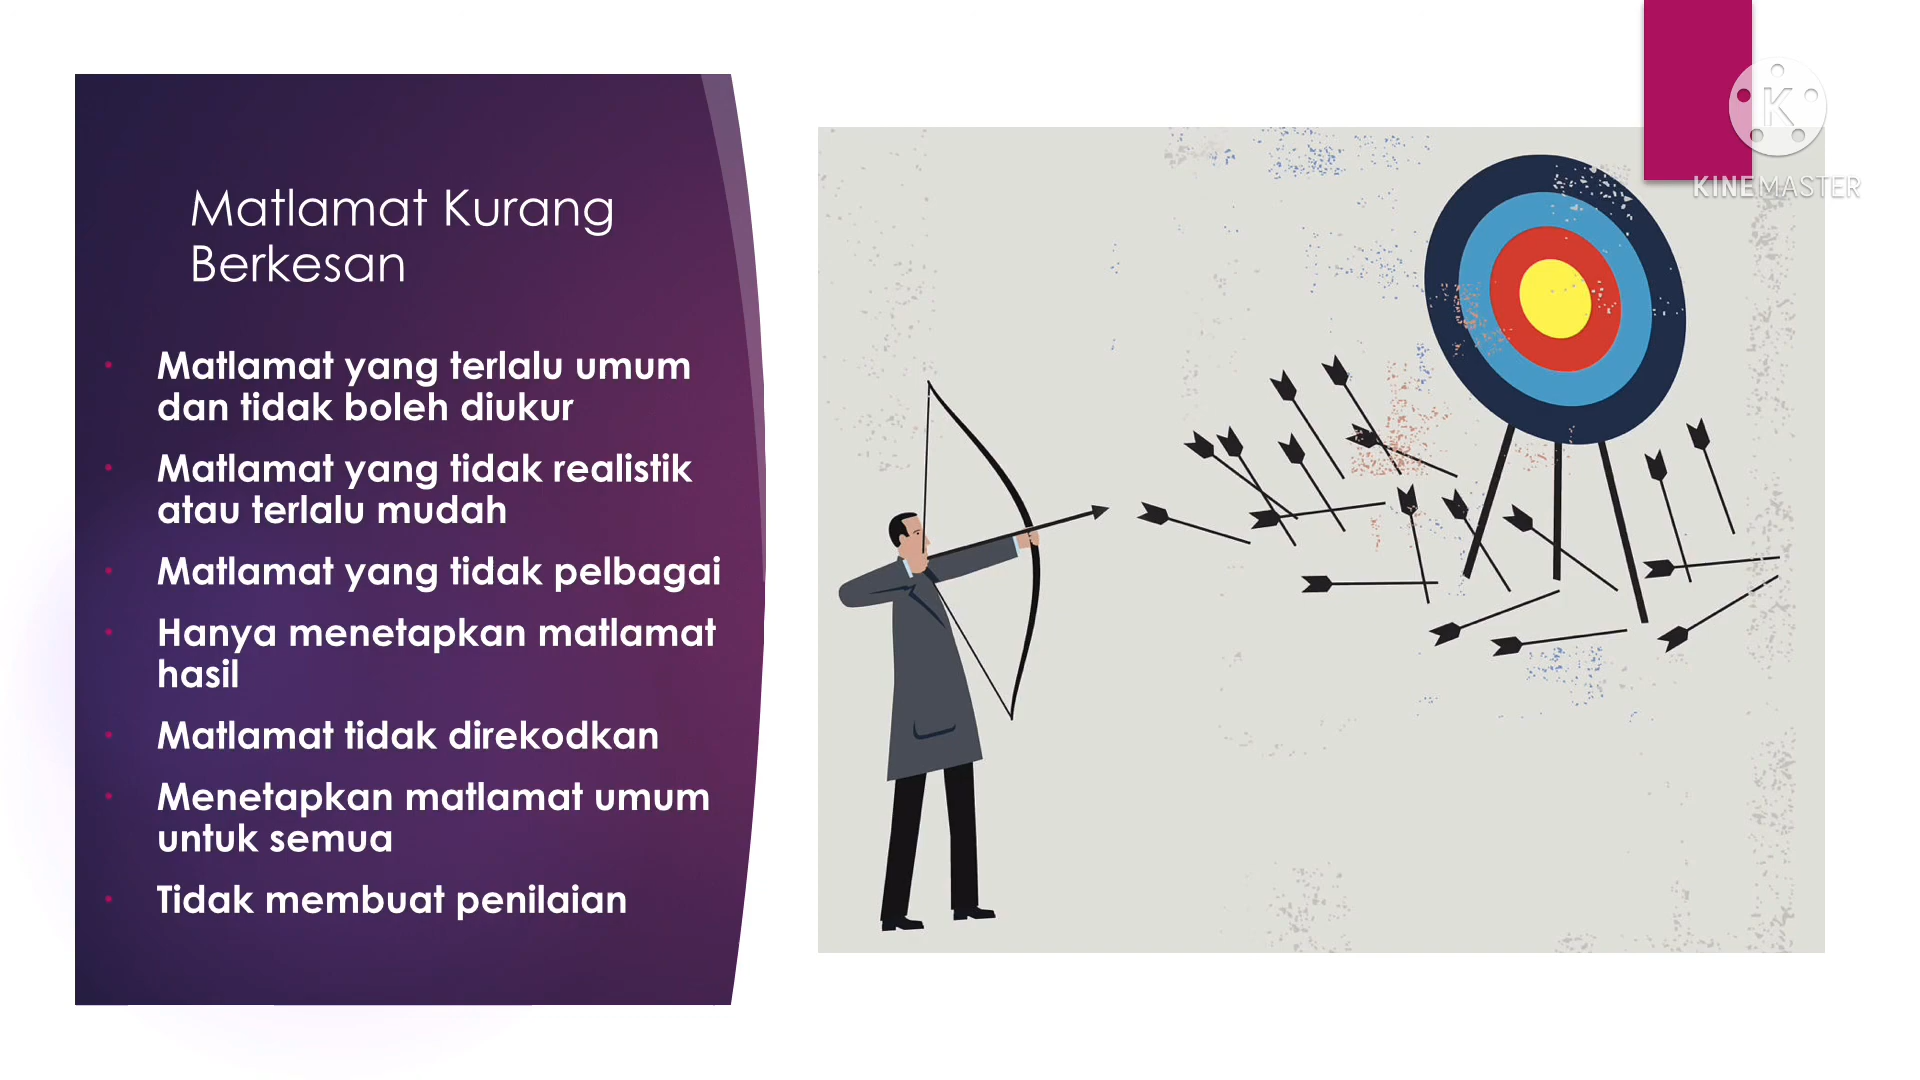 Matlamat Kurang
Berkesan
Matlamat yang terlalu umum
dan tidak boleh diukur
Matlamat yang tidak realistik
atau terlalu mudah
Matlamat yang tidak pelbagai
Hanya menetapkan matlamat
hasil
Matlamat tidak direkodkan
Menetapkan matlamat umum
untuk semua
Tidak membuat penilaian
K
KINEMASTER